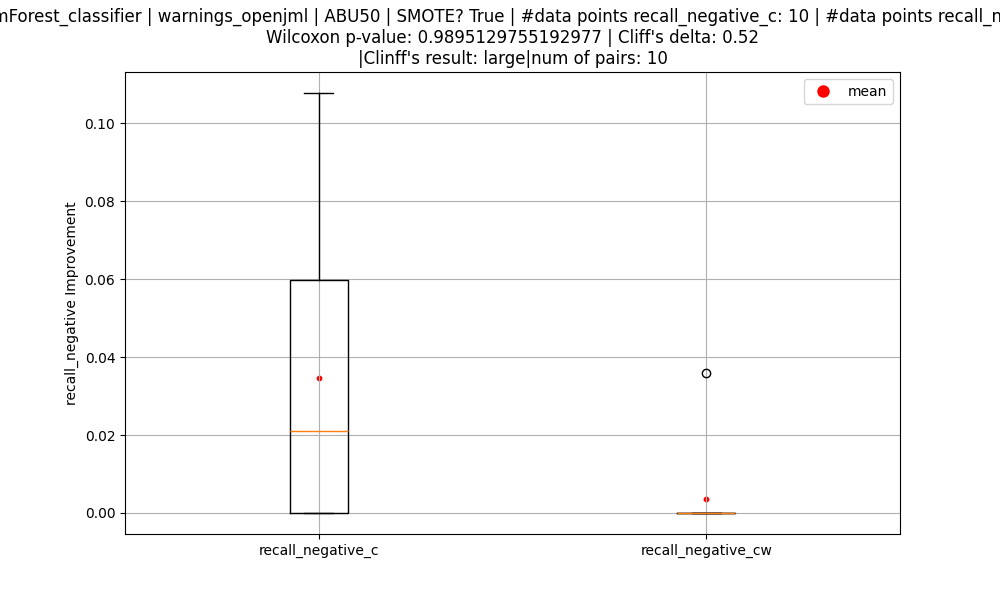 mForest_classifier | warnings_openjml | ABU50 | SMOTE? True | #data points recall_negative_c: 10 | #data points recall_n
Wilcoxon p-value: 0.9895129755192977 | Cliff's delta: 0.52
|Clinff's result: large|num of pairs: 10
mean
recall_negative Improvement
0.10
0.08
0.06
0.04
0.02
0.00
recall_negative_c
recall_negative_cw